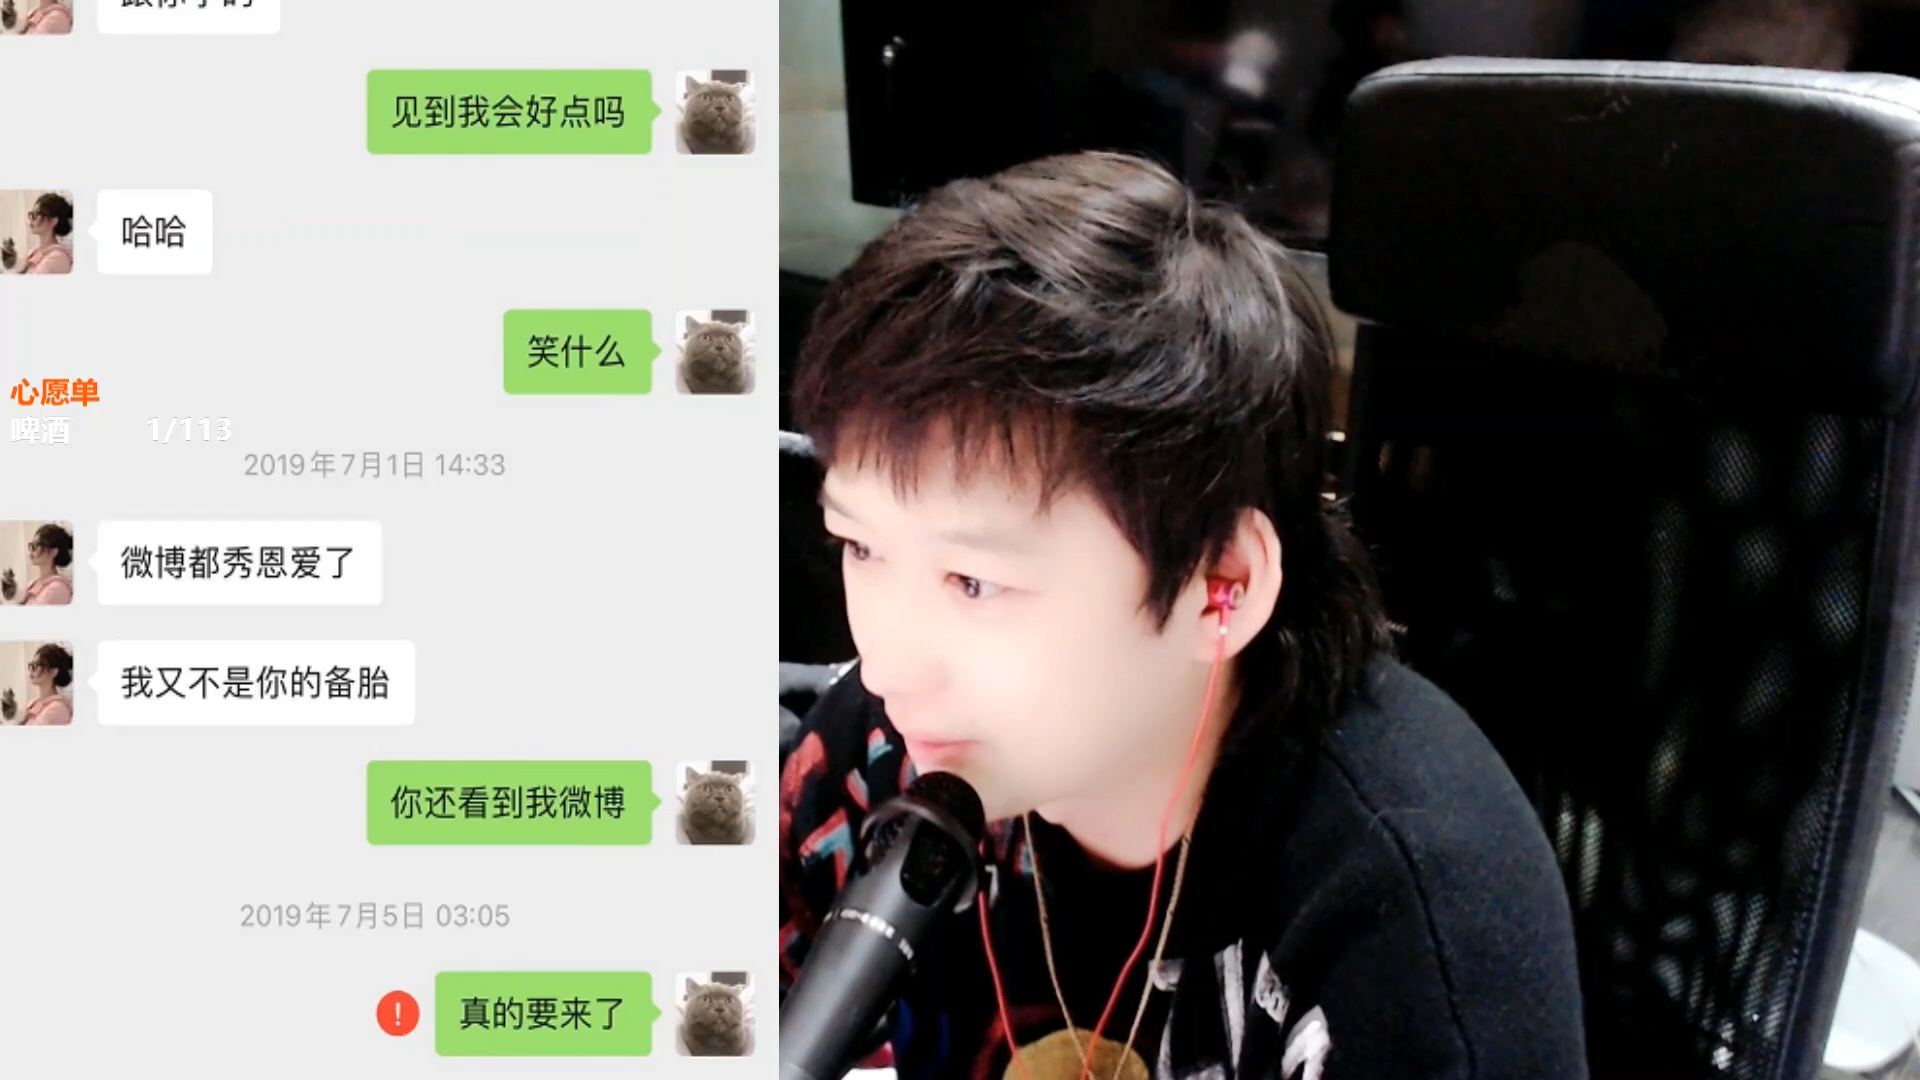 见到我会好点吗
哈哈
笑什么
心愿单
啤酒 1/113
2019年7月1日 14:33
微博都秀恩爱了
我又不是你的备胎
你还看到我微博
2019年7月5日 03:05
!
真的要来了